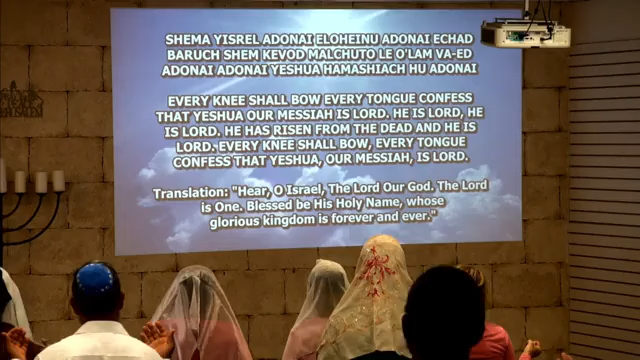 SHEMA YISREL ADONAI ELOHEINU ADONAI ECHAD
BARUCH SHEM KEVOD MALCHUTO LE O'LAM VA-ED
ADONAI ADONAI YESHUA HAMASHIACH HU ADONAI
EVERY KNEE SHALL BOW EVERY TONGUE CONFESS
THAT YESHUA OUR MESSIAH IS LORD. HE IS LORD, HE
IS LORD. HE HAS RISEN FROM THE DEAD AND HE IS
LORD. EVERY KNEE SHALL BOW, EVERY TONGUE
CONFESS THAT YESHUA, OUR MESSIAH, IS LORD.
Translation: "Hear, O Israel, The Lord Our God. The Lord
is One. Blessed be His Holy Name, whose
glorious kingdom is forever and ever."